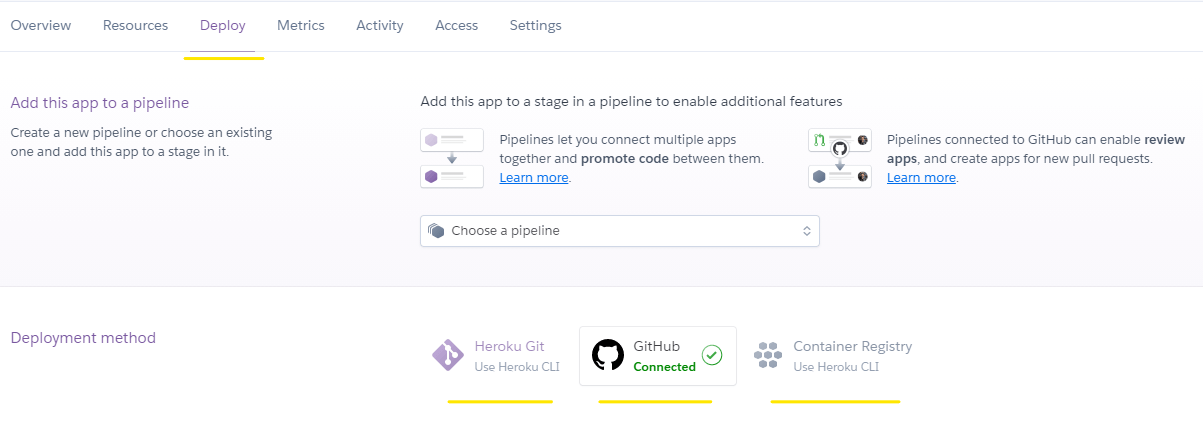 Overview Resources Deploy Metrics Activity Access Settings
Add this app to a pipeline
Create a new pipeline or choose an existing
one and add this app to a stage in it.
Add this app to a stage in a pipeline to enable additional features
Pipelines let you connect multiple apps
together and promote code between them.
Learn more.
Pipelines connected to GitHub can enable review
apps, and create apps for new pull requests.
Learn more.
Choose a pipeline
Deployment method
Heroku Git
Use Heroku CLI
GitHub
Connected
Container Registry
Use Heroku CLI